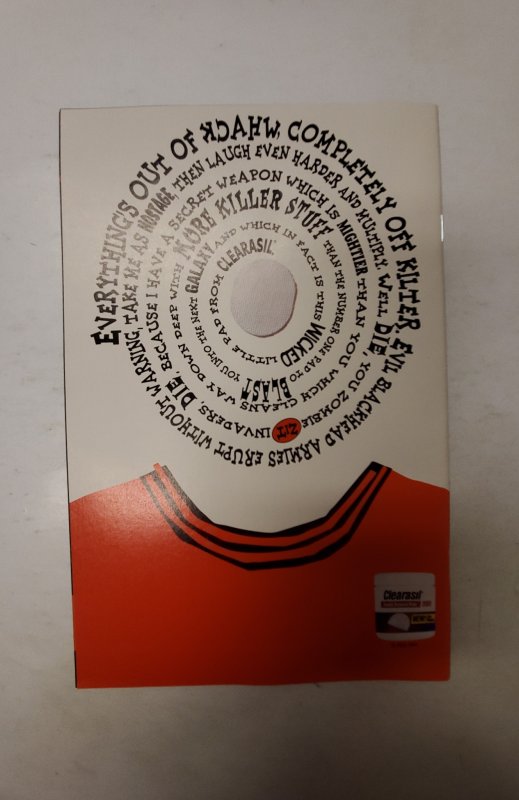 EVERYTHING'S OUT OF WHACK, COMPLETELY OFF KILTER, EVIL BLACKHEAD ARMIES ERUPT WITHOUT WARNING, TAKE ME AS HOSTAGE, THEN LAUGH EVEN HARDER AND MULTIPLY. WELL DIE, YOU ZOMBIE ZIT INVADERS, DIE, BECAUSE I HAVE A SECRET WEAPON WHICH IS MIGHTIER THAN YOU WHICH CLEANS WAY DOWN DEEP WITH MORE KILLER STUFF THAN THE NUMBER ONE PAD TO BLAST YOU INTO THE NEXT GALAXY AND WHICH IN FACT IS THIS WICKED LITTLE PAD FROM CLEARASIL
Clearasil